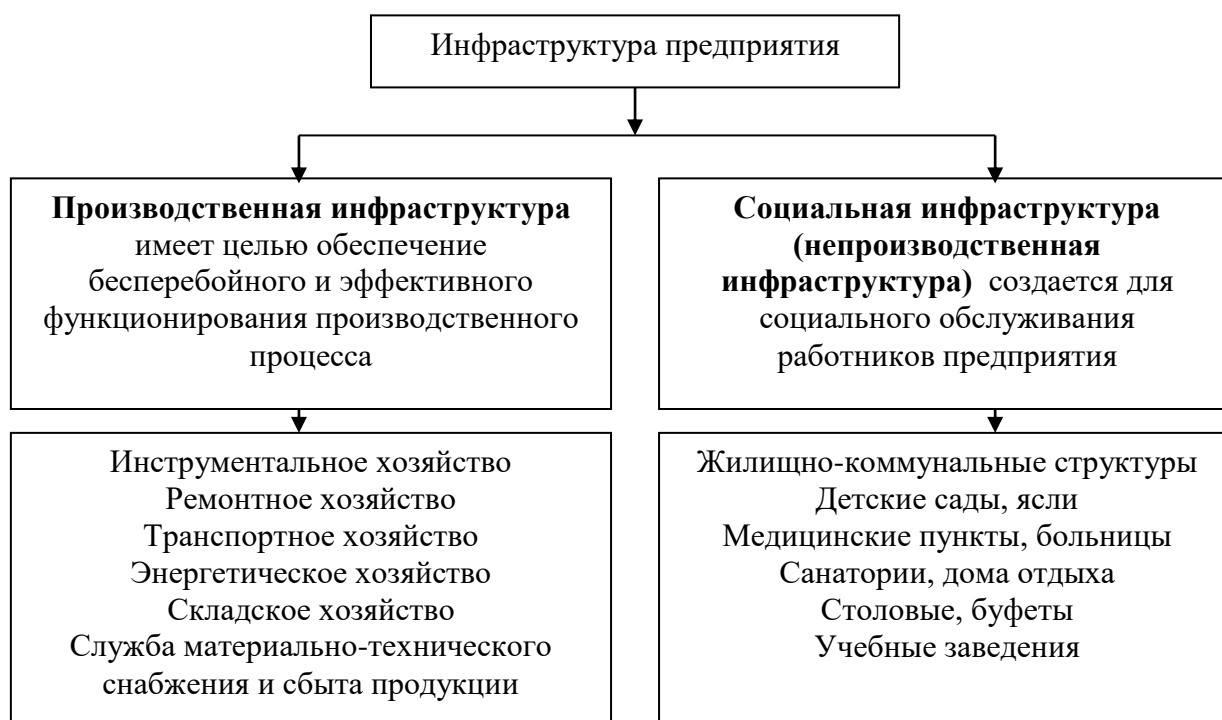 Инфраструктура предприятия
Производственная инфраструктура
имеет целью обеспечение
бесперебойного и эффективного
функционирования производственного
процесса
Социальная инфраструктура
(непроизводственная
инфраструктура) создается для
социального обслуживания
работников предприятия
Инструментальное хозяйство
Ремонтное хозяйство
Транспортное хозяйство
Энергетическое хозяйство
Складское хозяйство
Служба материально-технического
снабжения и сбыта продукции
Жилищно-коммунальные структуры
Детские сады, ясли
Медицинские пункты, больницы
Санатории, дома отдыха
Столовые, буфеты
Учебные заведения